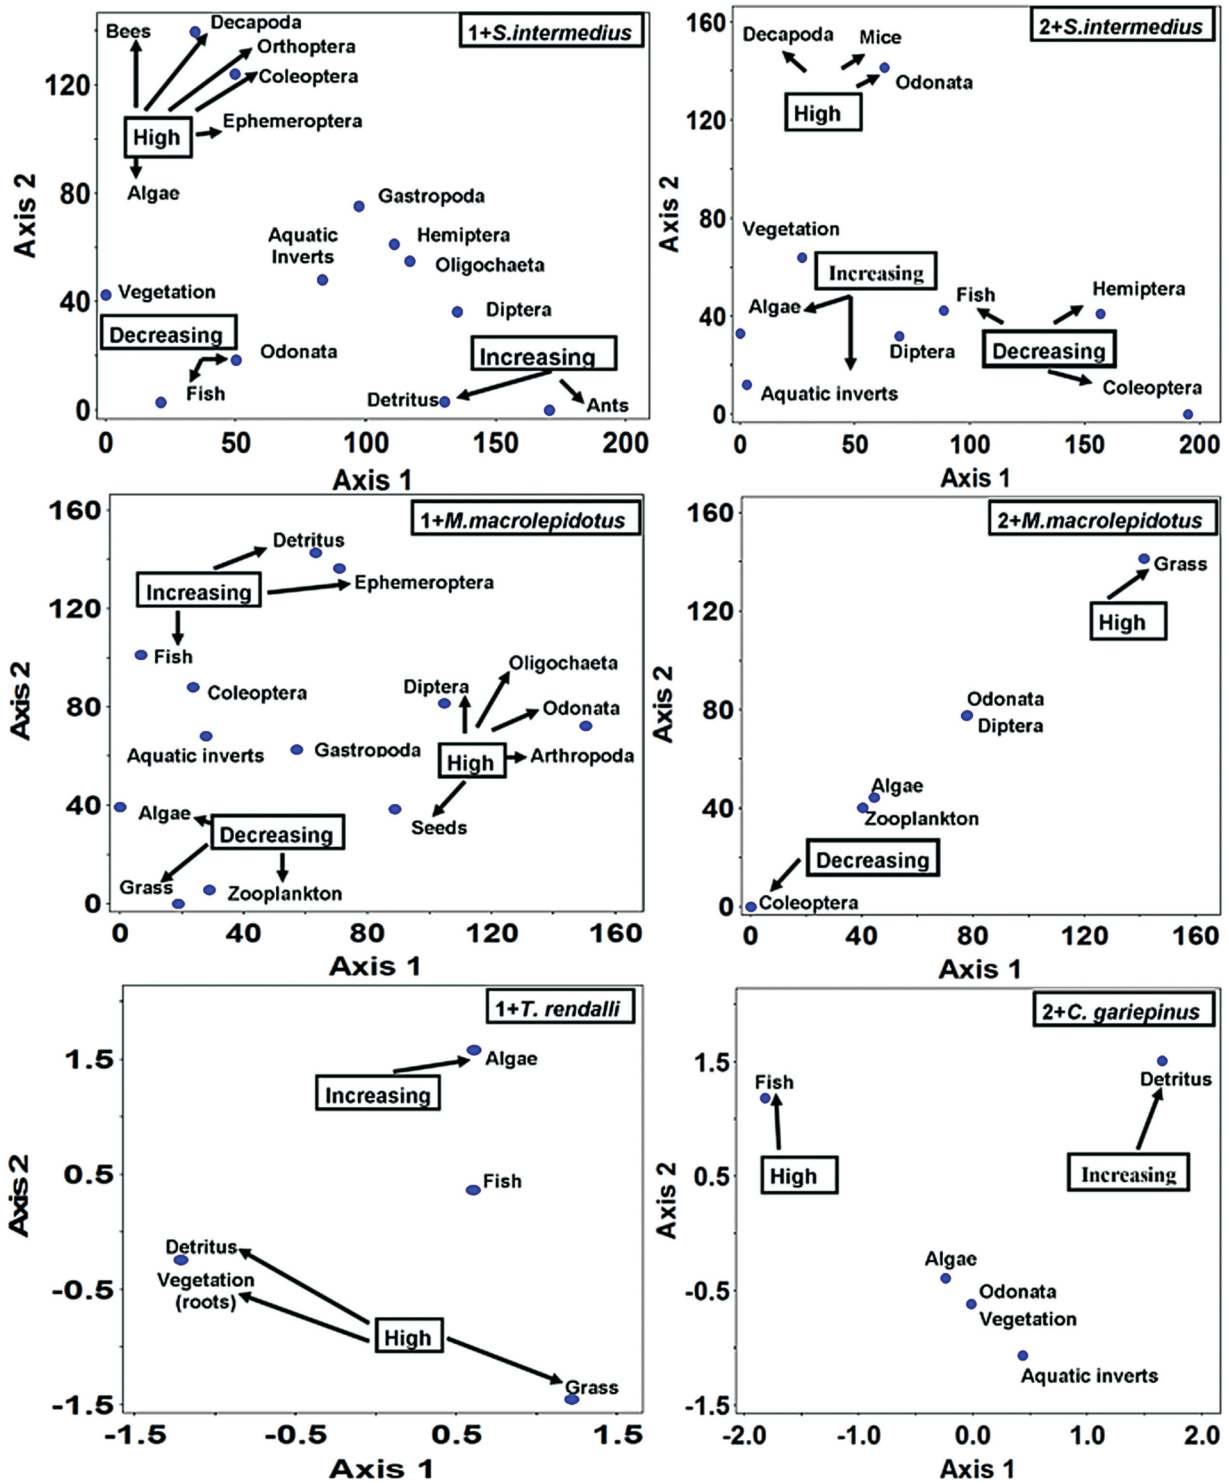 1+S.intermedius
Bees
Decapoda
Orthoptera
Coleoptera
High
Ephemeroptera
Algae
Gastropoda
Aquatic
Inverts
Hemiptera
Oligochaeta
Vegetation
Diptera
Decreasing
Odonata
Increasing
Fish
Detritus
Ants
120
80
40
0
Axis 2
0 50 100 150 200
Axis 1
2+S.intermedius
Decapoda
Mice
Odonata
High
Vegetation
Increasing
Algae
Fish
Hemiptera
Diptera
Decreasing
Aquatic inverts
Coleoptera
160
120
80
40
0
Axis 2
0 50 100 150 200
Axis 1
1+M.macrolepidotus
Detritus
Increasing
Ephemeroptera
Fish
Oligochaeta
Coleoptera
Diptera
Odonata
Aquatic inverts
Gastropoda
High
Arthropoda
Algae
Decreasing
Seeds
Grass
Zooplankton
160
120
80
40
0
Axis 2
0 40 80 120 160
Axis 1
2+M.macrolepidotus
Grass
High
Odonata
Diptera
Algae
Zooplankton
Decreasing
Coleoptera
160
120
80
40
0
Axis 2
0 40 80 120 160
Axis 1
1+T. rendalli
Algae
Increasing
Fish
Detritus
Vegetation
(roots)
High
Grass
1.5
0.5
-0.5
-1.5
Axis 2
-1.5 -0.5 0.5 1.5
Axis 1
2+C. gariepinus
Fish
Detritus
High
Increasing
Algae
Odonata
Vegetation
Aquatic inverts
1.5
0.5
-0.5
-1.5
Axis 2
-2.0 -1.0 0.0 1.0 2.0
Axis 1